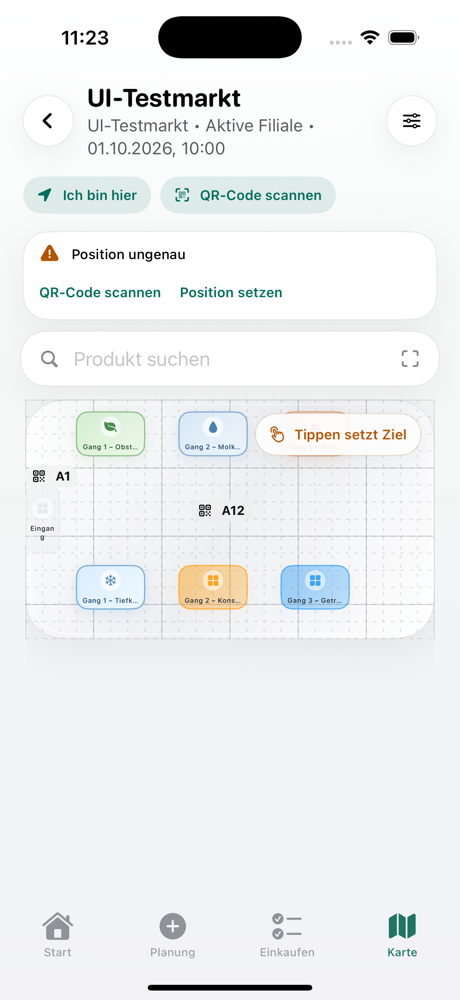 11:23
UI-Testmarkt
UI-Testmarkt • Aktive Filiale •
01.10.2026, 10:00
Ich bin hier
QR-Code scannen
Position ungenau
QR-Code scannen
Position setzen
Produkt suchen
Gang 1 – Obst...
Gang 2 – Molk...
Tippen setzt Ziel
A1
Eingan
g
A12
Gang 1 – Tiefk...
Gang 2 – Kons...
Gang 3 – Getr...
Start
Planung
Einkaufen
Karte